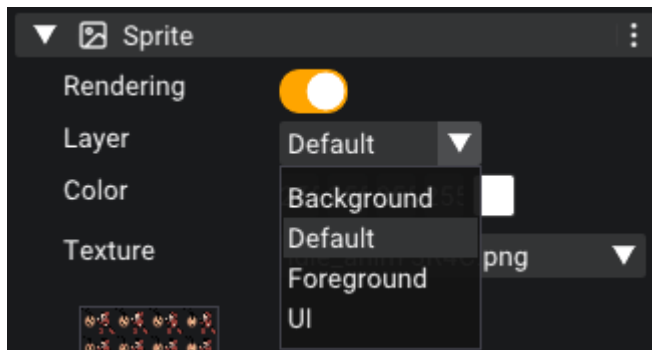 Sprite
Rendering
Layer
Default
Color
Background
Default
Texture
png
Foreground
UI